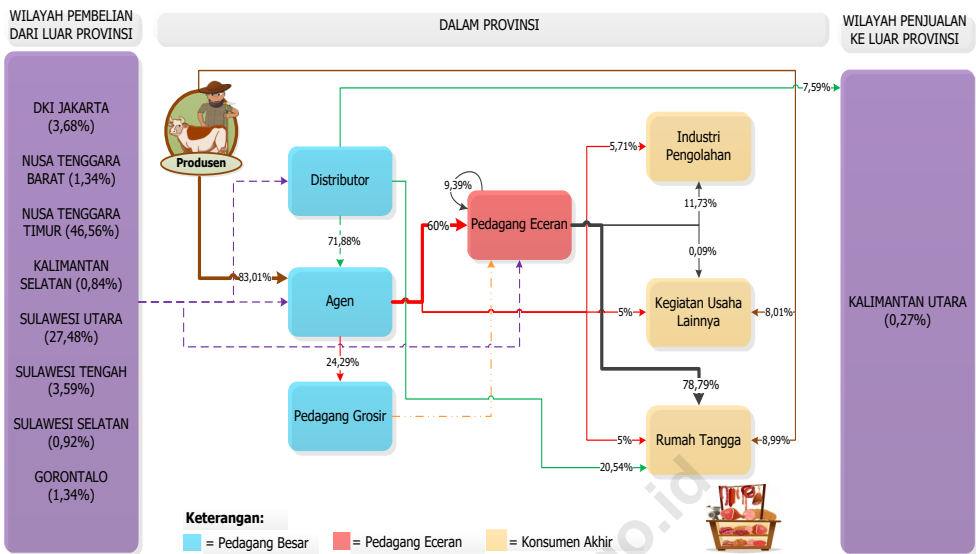 WILAYAH PEMBELIAN
DARI LUAR PROVINSI
DALAM PROVINSI
WILAYAH PENJUALAN
KE LUAR PROVINSI
DKI JAKARTA
(3,68%)
NUSA TENGGARA
BARAT (1,34%)
NUSA TENGGARA
TIMUR (46,56%)
KALIMANTAN
SELATAN (0,84%)
SULAWESI UTARA
(27,48%)
SULAWESI TENGAH
(3,59%)
SULAWESI SELATAN
(0,92%)
GORONTALO
(1,34%)
Produsen
Distributor
71,88%
83,01%
Agen
24,29%
Pedagang Grosir
9,39%
60%
Pedagang Eceran
7,59%
5,71%
Industri
Pengolahan
11,73%
0,09%
5%
Kegiatan Usaha
Lainnya
8,01%
78,79%
5%
Rumah Tangga
8,99%
20,54%
KALIMANTAN UTARA
(0,27%)
Keterangan:
= Pedagang Besar
= Pedagang Eceran
= Konsumen Akhir
o.id